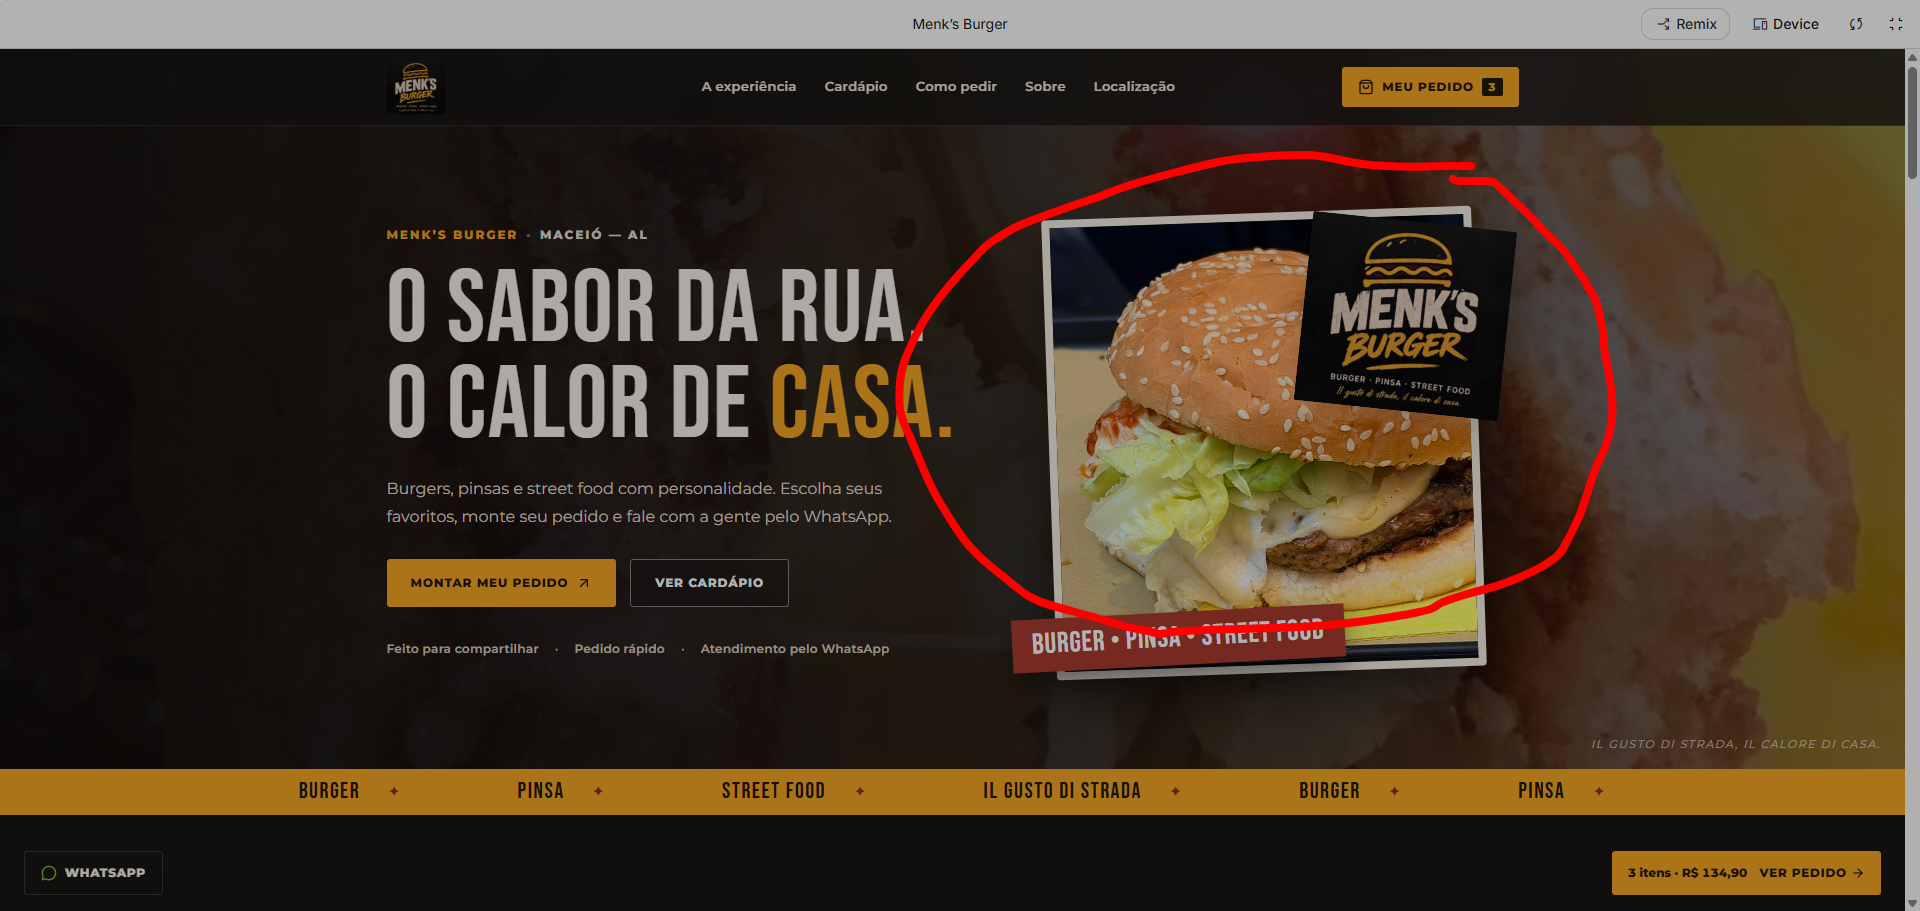 Menk's Burger
Remix
Device
MENK'S BURGER
A experiência
Cardápio
Como pedir
Sobre
Localização
MEU PEDIDO 3
MENK'S BURGER • MACEIÓ — AL
O SABOR DA RUA.
O CALOR DE CASA.
Burgers, pinsas e street food com personalidade. Escolha seus
favoritos, monte seu pedido e fale com a gente pelo WhatsApp.
MONTAR MEU PEDIDO
VER CARDÁPIO
Feito para compartilhar • Pedido rápido • Atendimento pelo WhatsApp
MENK'S
BURGER
BURGER · PINSA · STREET FOOD
Il gusto di strada, il calore di casa.
BURGER • PINSA • STREET FOOD
IL GUSTO DI STRADA, IL CALORE DI CASA.
BURGER ✦ PINSA ✦ STREET FOOD ✦ IL GUSTO DI STRADA ✦ BURGER ✦ PINSA ✦
WHATSAPP
3 itens · R$ 134,90 VER PEDIDO →